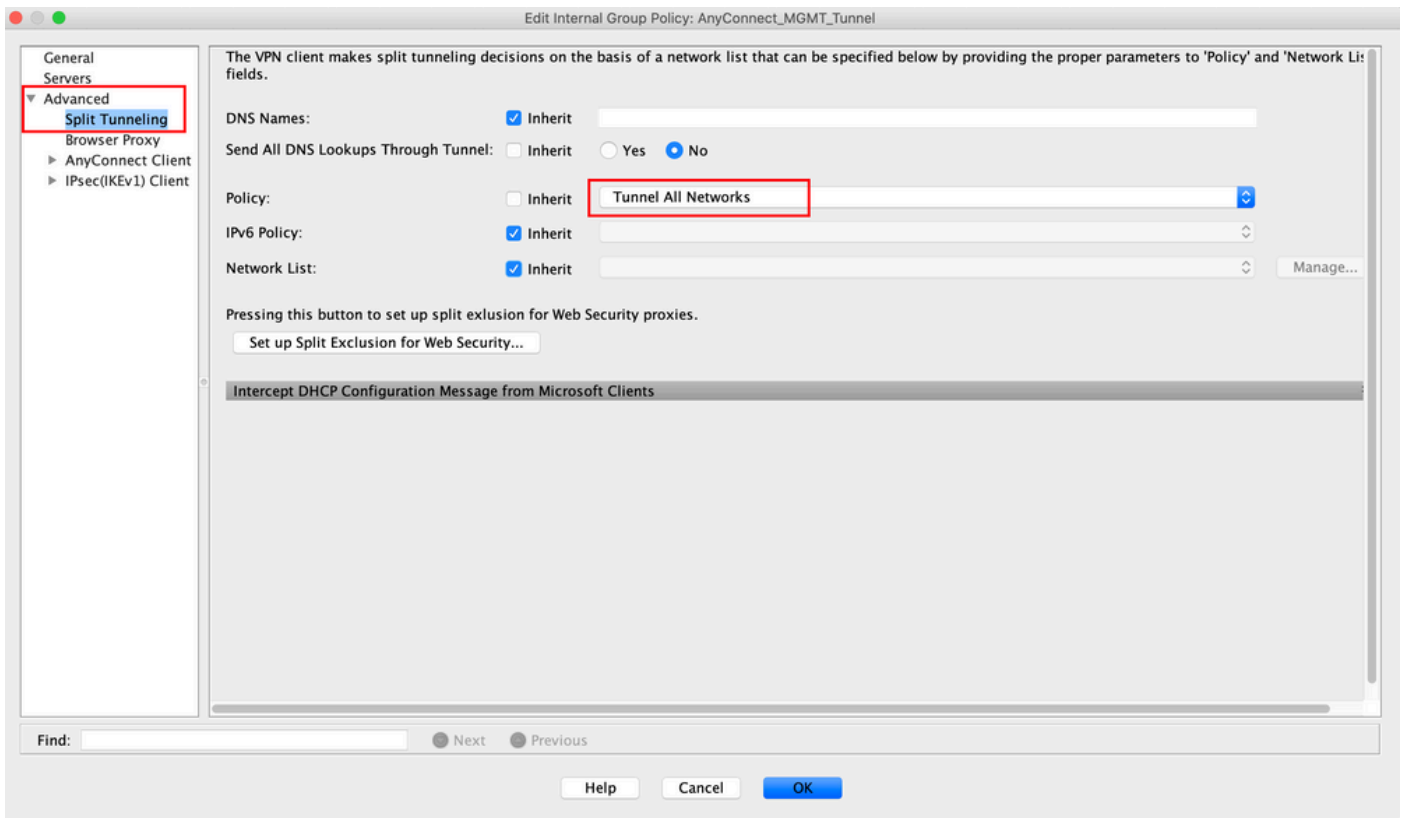 Edit Internal Group Policy: AnyConnect_MGMT_Tunnel
General
Servers
Advanced
Split Tunneling
Browser Proxy
AnyConnect Client
IPsec(IKEv1) Client
The VPN client makes split tunneling decisions on the basis of a network list that can be specified below by providing the proper parameters to 'Policy' and 'Network Lis
fields.
DNS Names: Inherit
Send All DNS Lookups Through Tunnel: Inherit Yes No
Policy: Inherit Tunnel All Networks
IPv6 Policy: Inherit
Network List: Inherit Manage...
Pressing this button to set up split exlusion for Web Security proxies.
Set up Split Exclusion for Web Security...
Intercept DHCP Configuration Message from Microsoft Clients
Find: Next Previous
Help Cancel OK